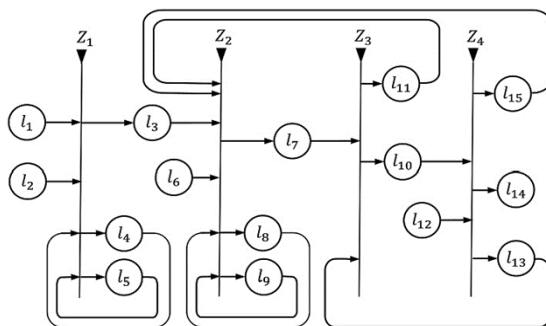 Z₁ Z₂ Z₃ Z₄
l₁₁ l₁₅
l₁ l₃
l₇
l₁₀
l₂ l₆ l₁₄
l₁₂
l₄ l₈
l₁₃
l₅ l₉